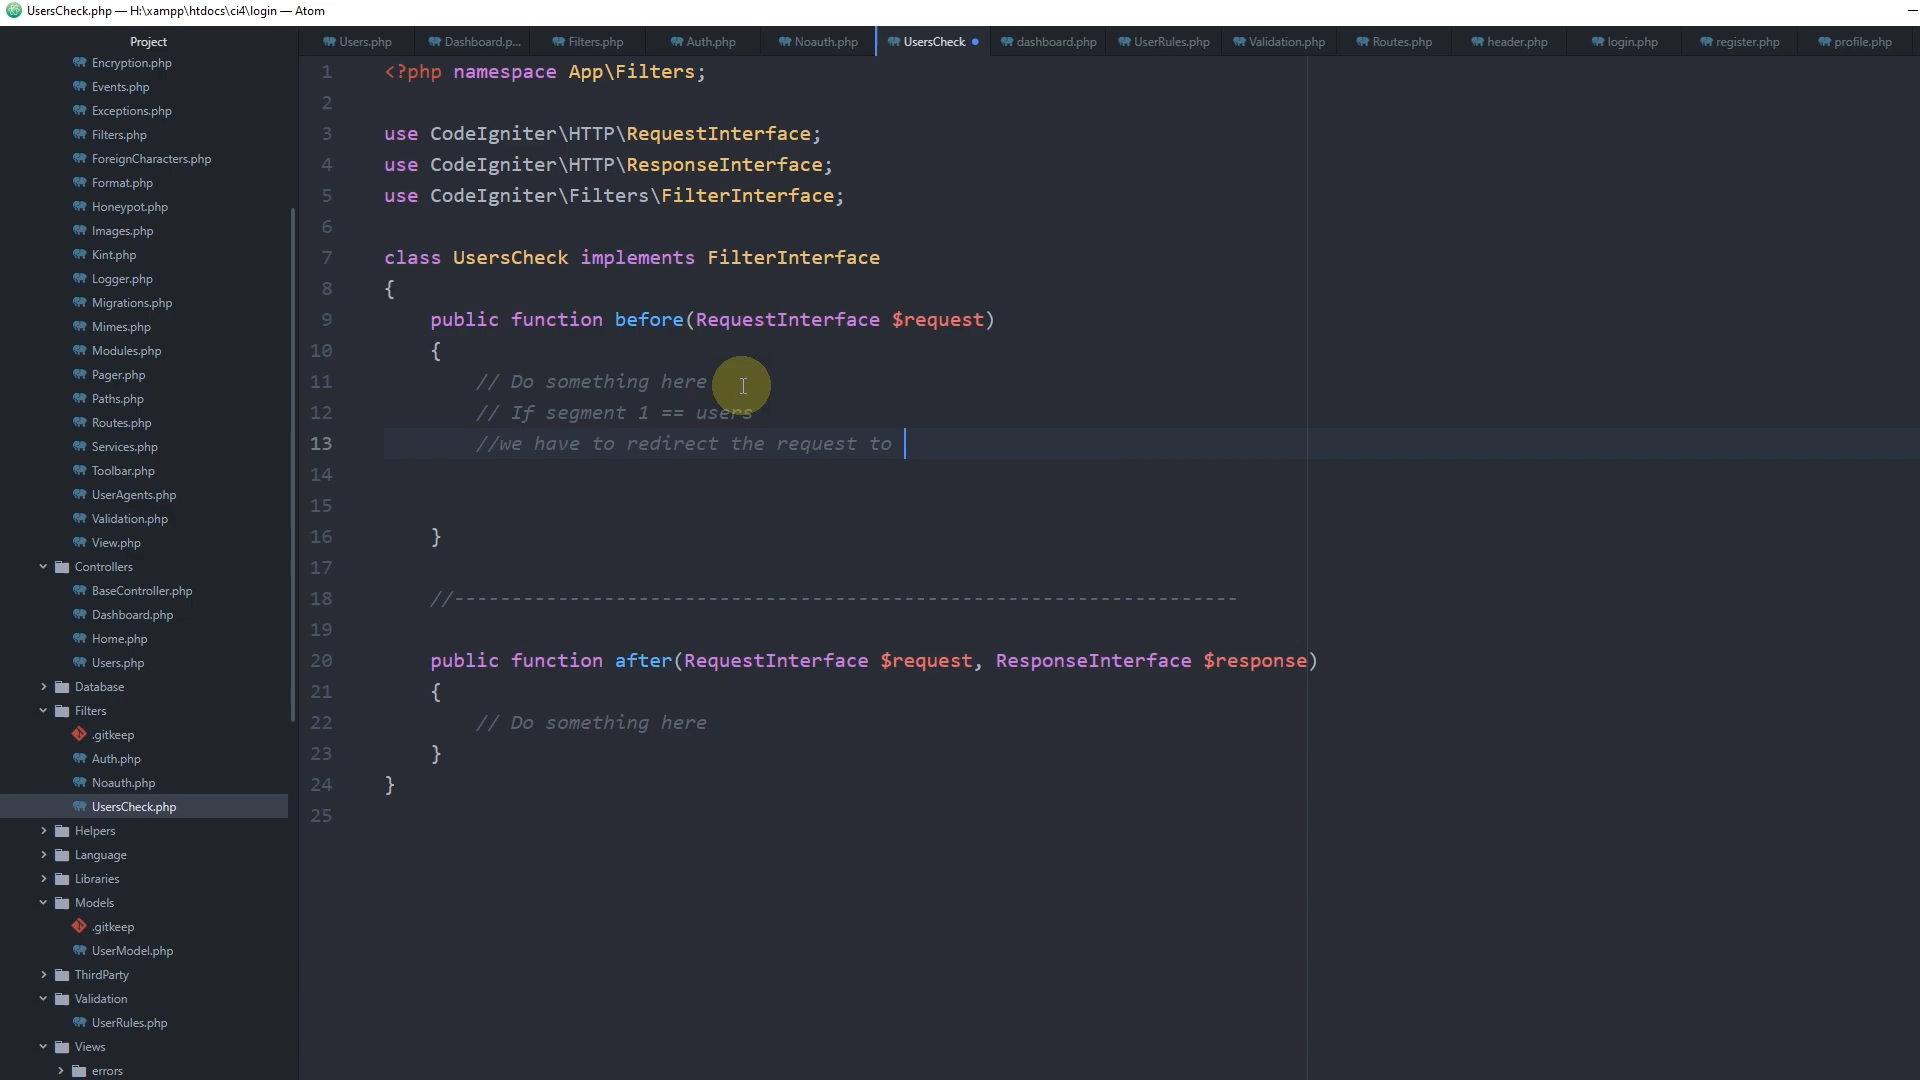 UsersCheck.php — H:\xampp\htdocs\ci4\login — Atom
Project
Users.php
Dashboard.p...
Filters.php
Auth.php
Noauth.php
UsersCheck
dashboard.php
UserRules.php
Validation.php
Routes.php
header.php
login.php
register.php
profile.php
Encryption.php
Events.php
Exceptions.php
Filters.php
ForeignCharacters.php
Format.php
Honeypot.php
Images.php
Kint.php
Logger.php
Migrations.php
Mimes.php
Modules.php
Pager.php
Paths.php
Routes.php
Services.php
Toolbar.php
UserAgents.php
Validation.php
View.php
Controllers
BaseController.php
Dashboard.php
Home.php
Users.php
Database
Filters
.gitkeep
Auth.php
Noauth.php
UsersCheck.php
Helpers
Language
Libraries
Models
.gitkeep
UserModel.php
ThirdParty
Validation
UserRules.php
Views
errors
1 <?php namespace App\Filters;
2
3 use CodeIgniter\HTTP\RequestInterface;
4 use CodeIgniter\HTTP\ResponseInterface;
5 use CodeIgniter\Filters\FilterInterface;
6
7 class UsersCheck implements FilterInterface
8 {
9 public function before(RequestInterface $request)
10 {
11 // Do something here
12 // If segment 1 == users
13 //we have to redirect the request to
14
15
16 }
17
18 //--------------------------------------------------------------------
19
20 public function after(RequestInterface $request, ResponseInterface $response)
21 {
22 // Do something here
23 }
24 }
25